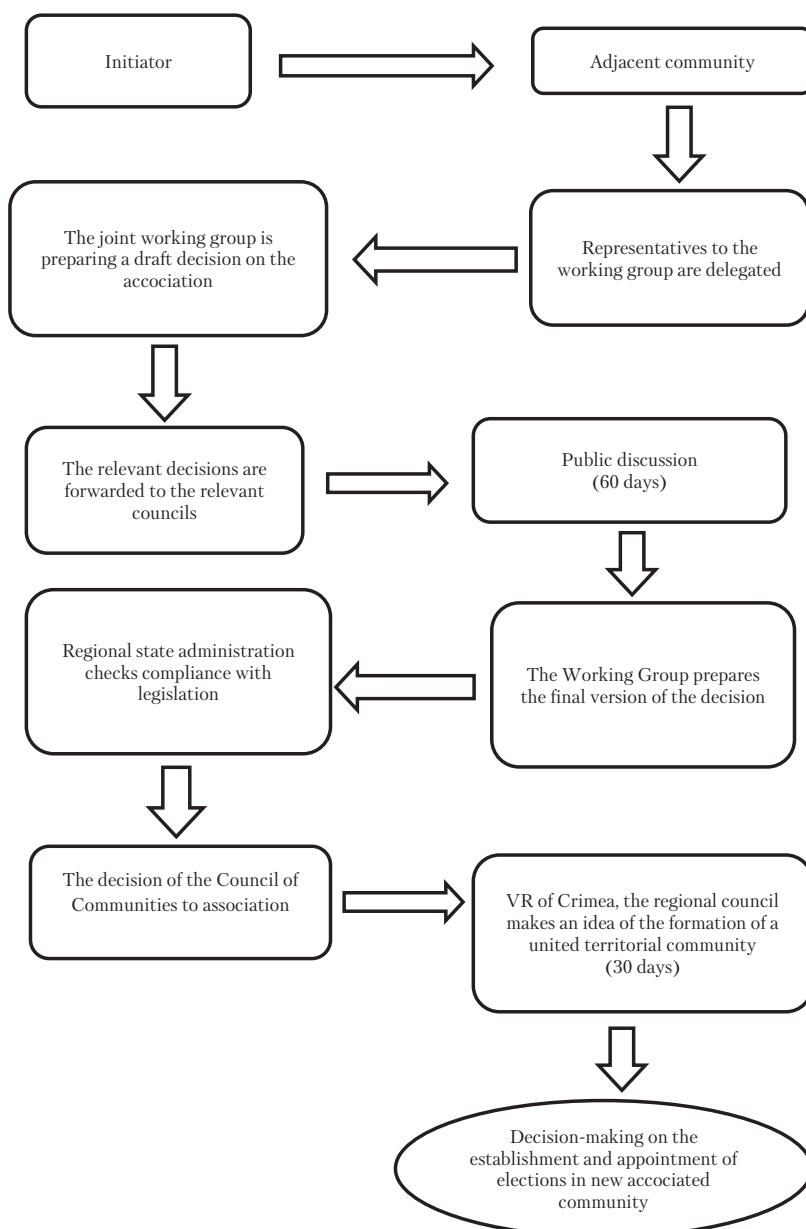 Initiator
Adjacent community
Representatives to the
working group are delegated
The joint working group is
preparing a draft decision on the
accociation
The relevant decisions are
forwarded to the relevant
councils
Public discussion
(60 days)
The Working Group prepares
the final version of the decision
Regional state administration
checks compliance with
legislation
The decision of the Council of
Communities to association
VR of Crimea, the regional council
makes an idea of the formation of a
united territorial community
(30 days)
Decision-making on the
establishment and appointment of
elections in new accociated
community